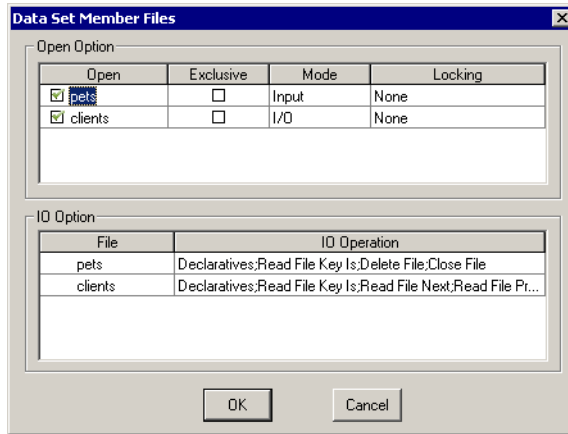 Data Set Member Files
Open Option
Open Exclusive Mode Locking
pets Input None
clients I/O None
IO Option
File IO Operation
pets Declaratives;Read File Key Is;Delete File;Close File
clients Declaratives;Read File Key Is;Read File Next;Read File Pr...
OK Cancel